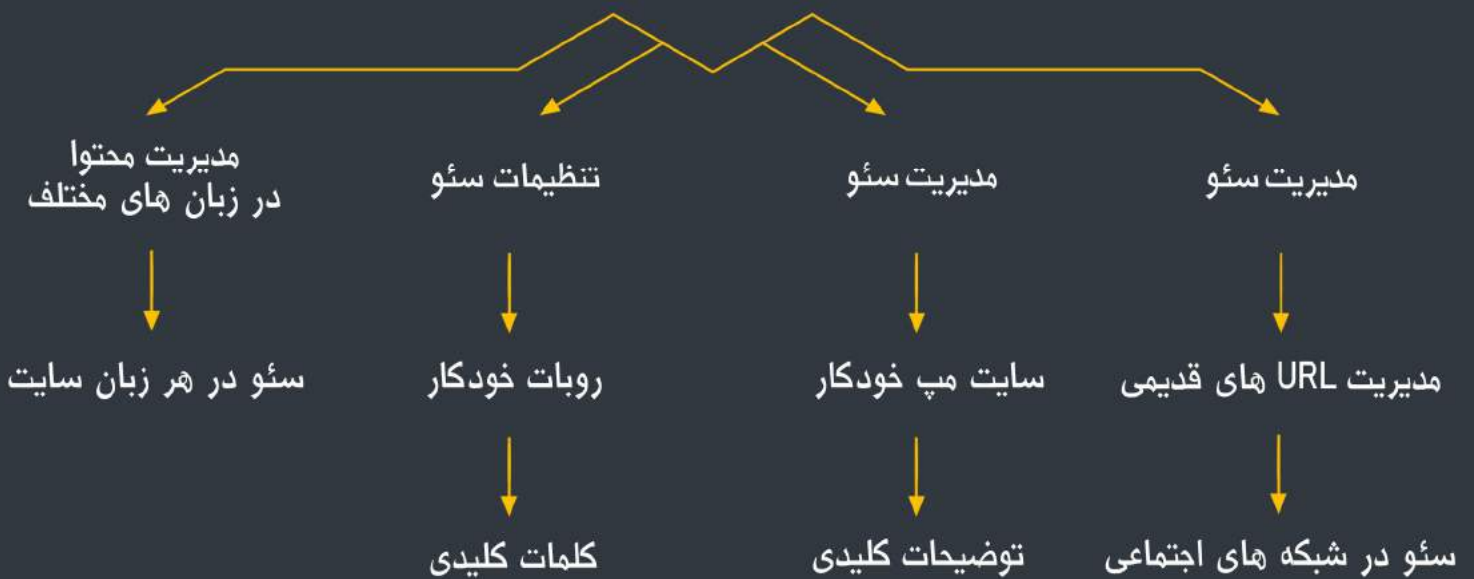 مدیریت سئو
مدیریت سئو
تنظیمات سئو
مدیریت محتوا
در زبان های مختلف
مدیریت URL های قدیمی
سایت مپ خودکار
روبات خودکار
سئو در هر زبان سایت
سئو در شبکه های اجتماعی
توضیحات کلیدی
کلمات کلیدی